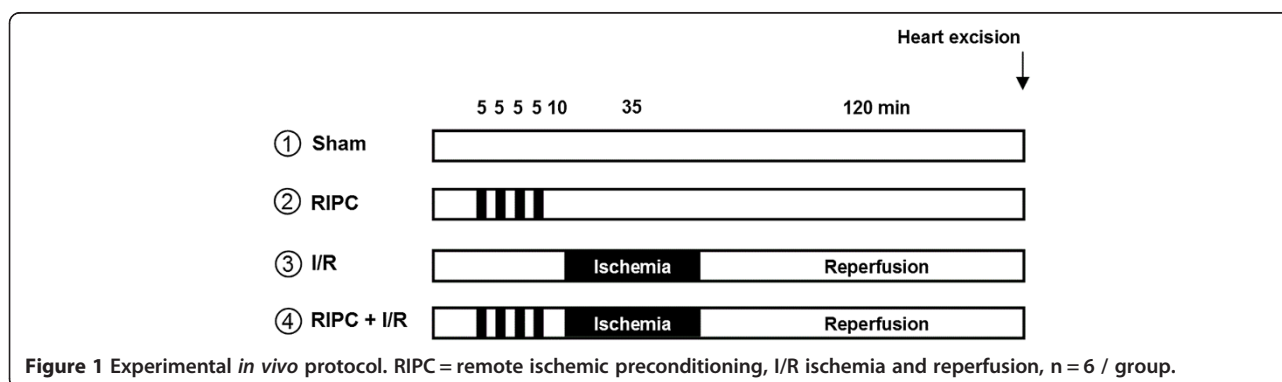 Heart excision
5 5 5 5 10 35 120 min
① Sham
② RIPC
③ I/R Ischemia Reperfusion
④ RIPC + I/R Ischemia Reperfusion
Figure 1 Experimental in vivo protocol. RIPC = remote ischemic preconditioning, I/R ischemia and reperfusion, n = 6 / group.